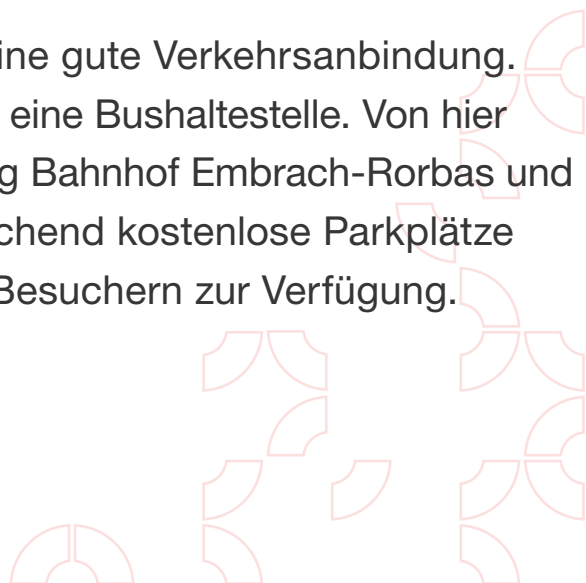 ine gute Verkehrsanbindung.
eine Bushaltestelle. Von hier
g Bahnhof Embrach-Rorbas und
chend kostenlose Parkplätze
Besuchern zur Verfügung.